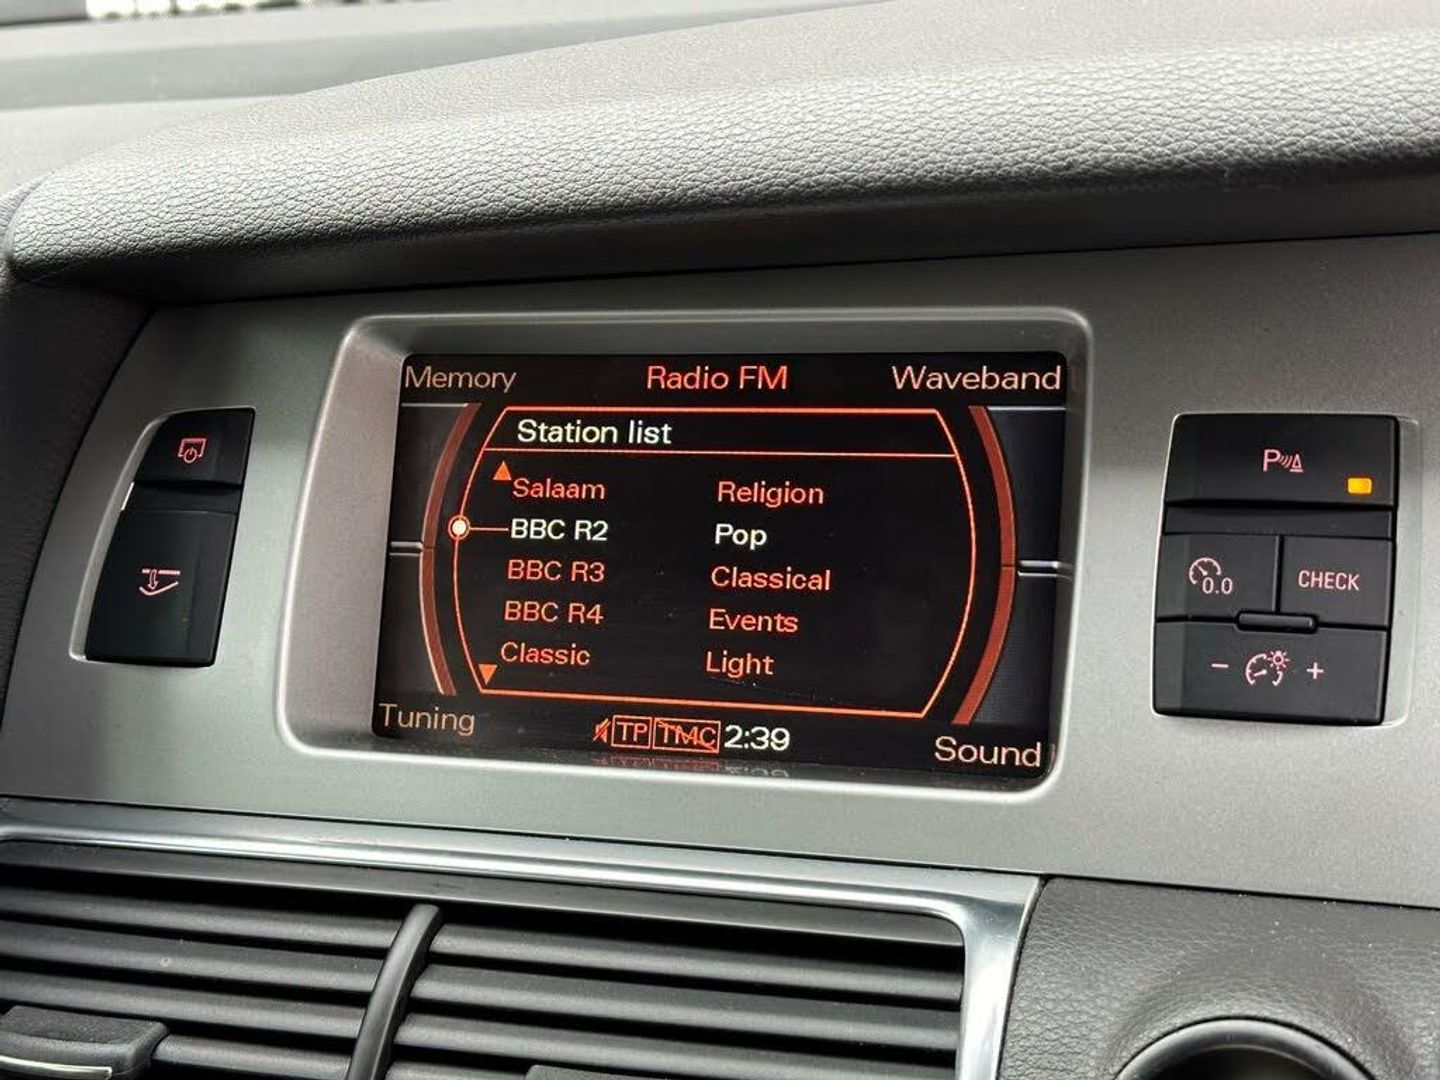 Memory Radio FM Waveband
Station list
Salaam Religion
BBC R2 Pop
BBC R3 Classical
BBC R4 Events
Classic Light
Tuning TP TMC 2:39 Sound
P
0.0 CHECK
- +